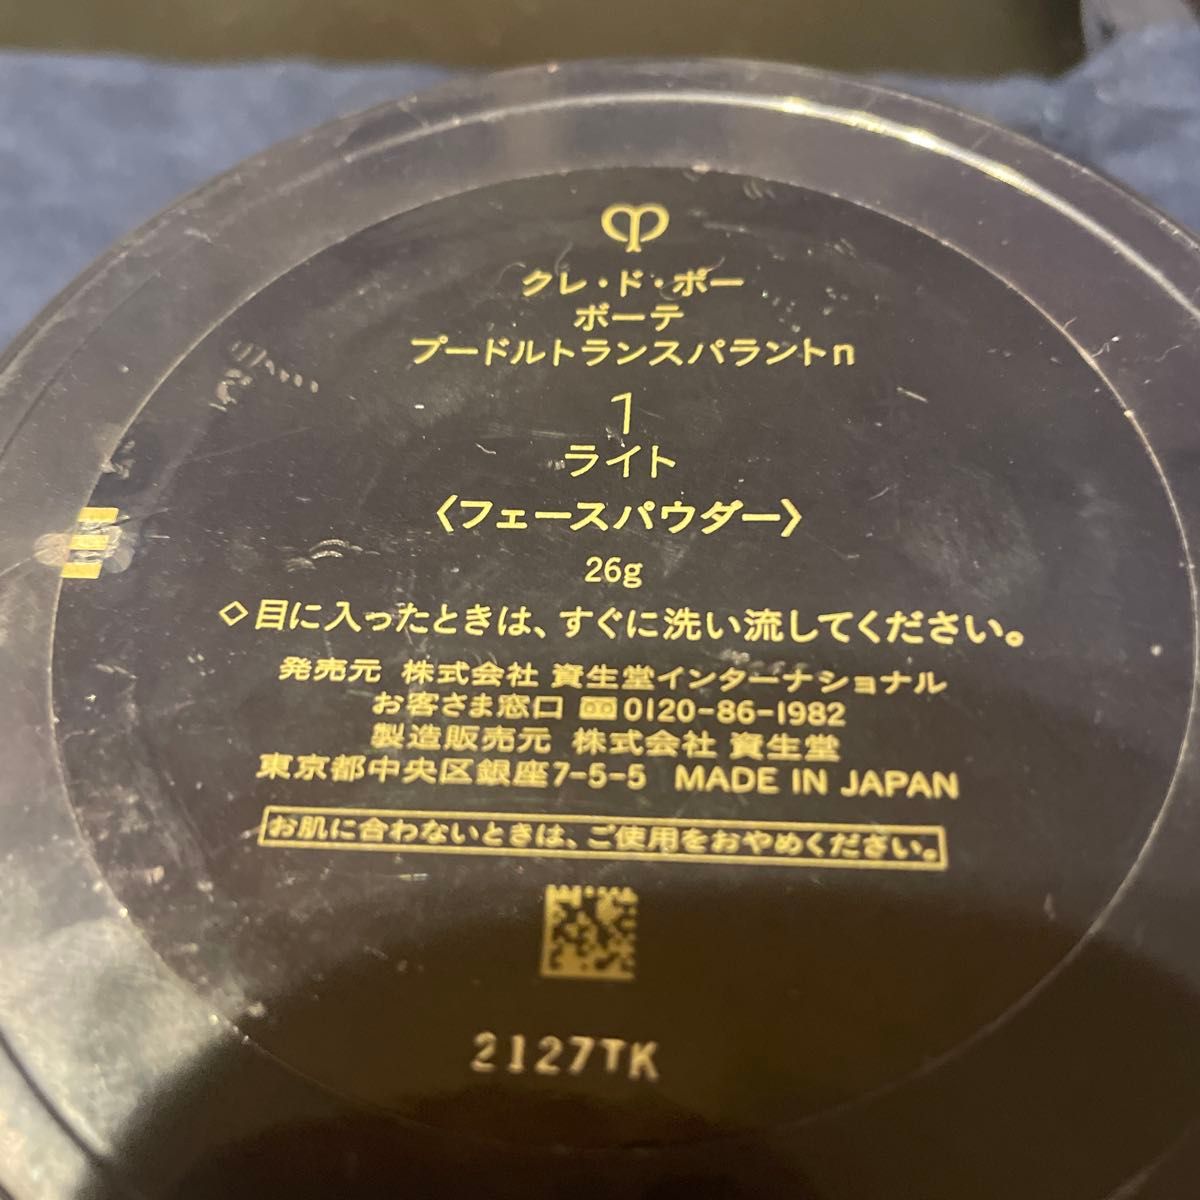 クレ・ド・ポー
ボーテ
プードルトランスパラントn
1
ライト
〈フェースパウダー〉
26g
◇目に入ったときは、すぐに洗い流してください。
発売元 株式会社 資生堂インターナショナル
お客さま窓口 0120-86-1982
製造販売元 株式会社 資生堂
東京都中央区銀座7-5-5 MADE IN JAPAN
お肌に合わないときは、ご使用をおやめください。
2127TK